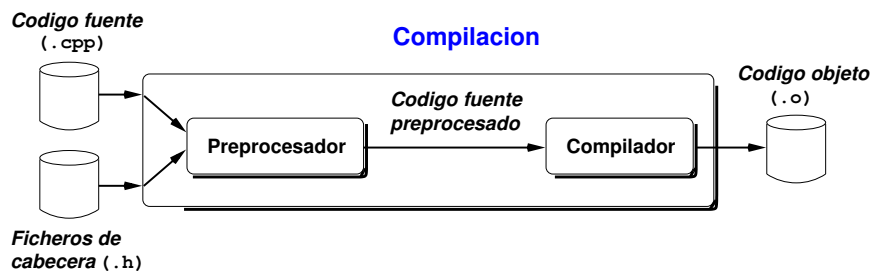 Codigo fuente
(.cpp)
Compilacion
Codigo objeto
(.o)
Codigo fuente
preprocesado
Preprocesador
Compilador
Ficheros de
cabecera (.h)